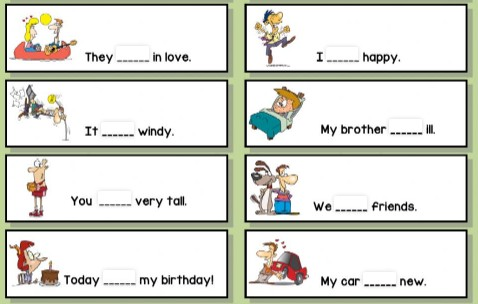 They ______ in love.
I ______ happy.
It ______ windy.
My brother ______ ill.
You ______ very tall.
We ______ friends.
Today ______ my birthday!
My car ______ new.